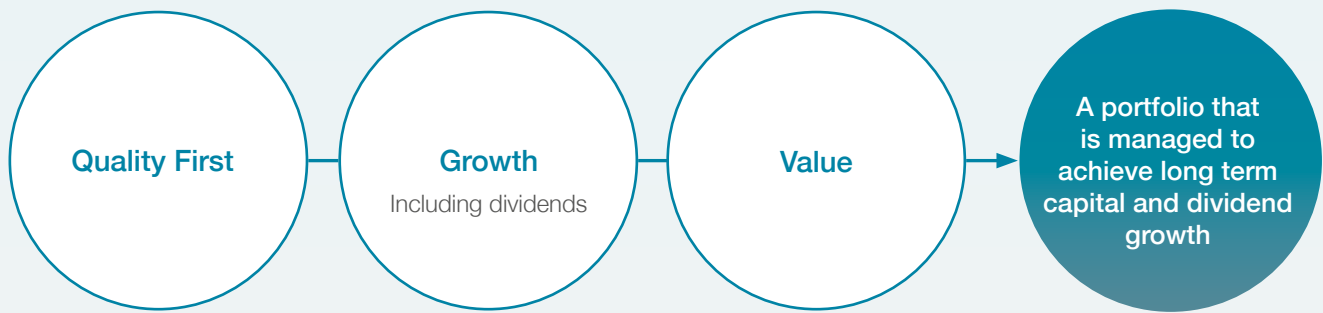 Quality First
Growth
Including dividends
Value
A portfolio that
is managed to
achieve long term
capital and dividend
growth